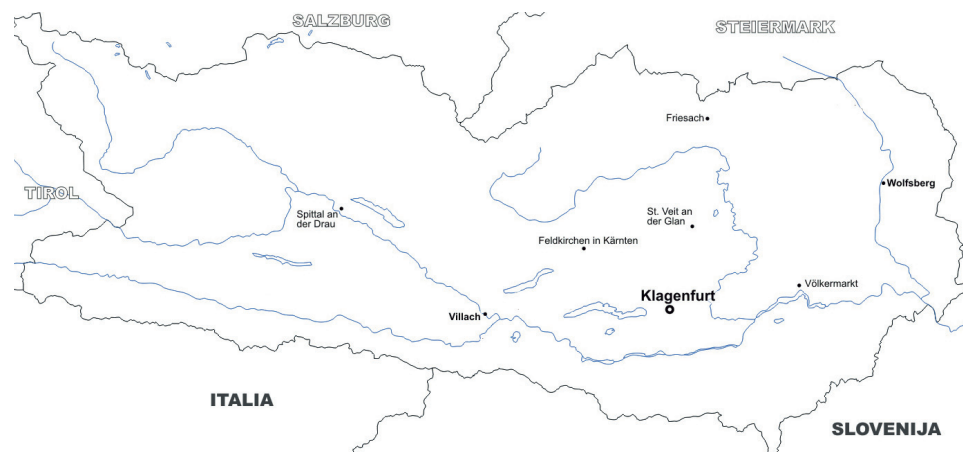 SALZBURG
STEIERMARK
Friesach
TIROL
Wolfsberg
Spittal an
der Drau
St. Veit an
der Glan
Feldkirchen in Kärnten
Völkermarkt
Klagenfurt
Villach
ITALIA
SLOVENIJA